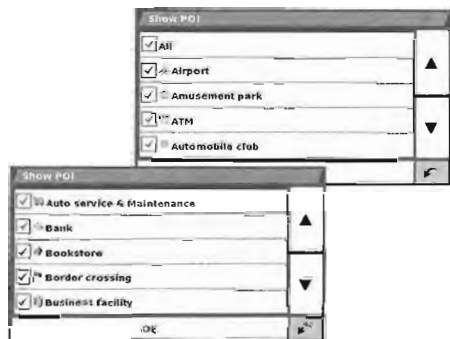 Show POI
All
Airport
Amusement park
ATM
Automobile club
Show POI
Auto service & Maintenance
Bank
Bookstore
Border crossing
Business facility